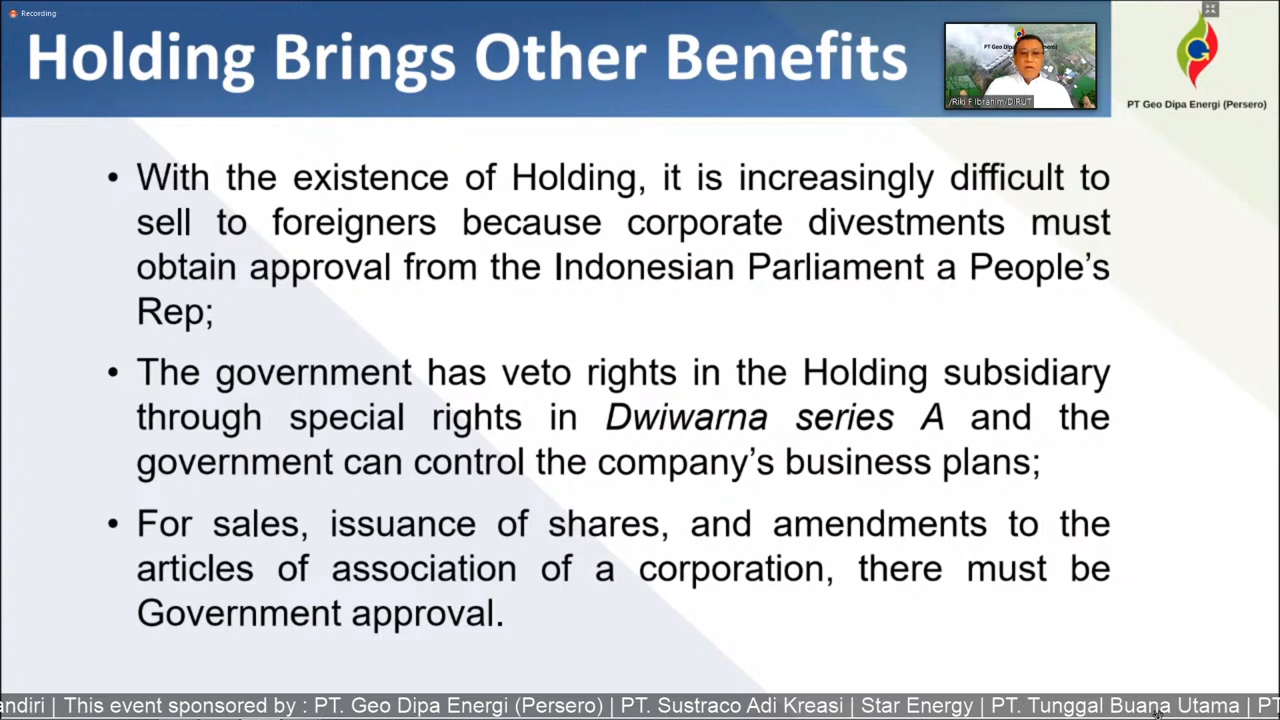 Recording
Holding Brings Other Benefits
/Riki F Ibrahim/DIRUT
PT Geo Dipa Energi (Persero)
• With the existence of Holding, it is increasingly difficult to
sell to foreigners because corporate divestments must
obtain approval from the Indonesian Parliament a People's
Rep;
• The government has veto rights in the Holding subsidiary
through special rights in Dwiwarna series A and the
government can control the company's business plans;
• For sales, issuance of shares, and amendments to the
articles of association of a corporation, there must be
Government approval.
andiri | This event sponsored by : PT. Geo Dipa Energi (Persero) | PT. Sustraco Adi Kreasi | Star Energy | PT. Tunggal Buana Utama | PT